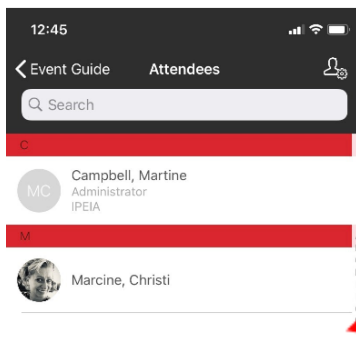 12:45
Event Guide
Attendees
Search
C
MC
Campbell, Martine
Administrator
IPEIA
M
Marcine, Christi